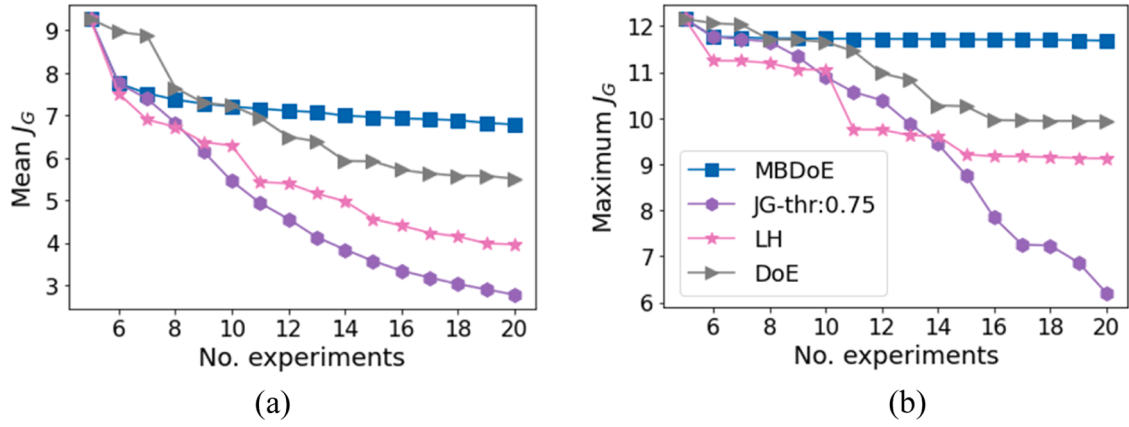 9
8
7
6
5
4
3
Mean J_G
6 8 10 12 14 16 18 20
No. experiments
(a)
12
11
10
9
8
7
6
Maximum J_G
MBDoE
JG-thr:0.75
LH
DoE
6 8 10 12 14 16 18 20
No. experiments
(b)